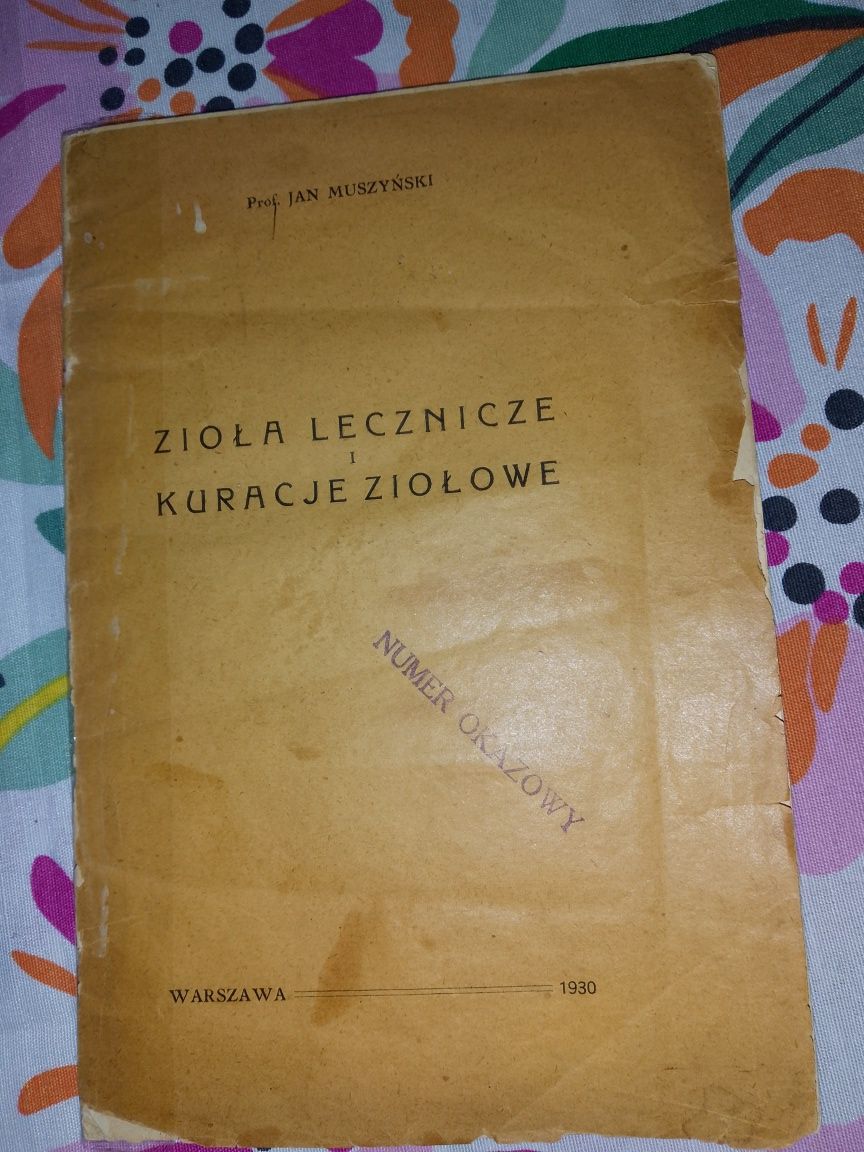 Prof. JAN MUSZYŃSKI
ZIOŁA LECZNICZE
I
KURACJE ZIOŁOWE
NUMER OKAZOWY
WARSZAWA 1930